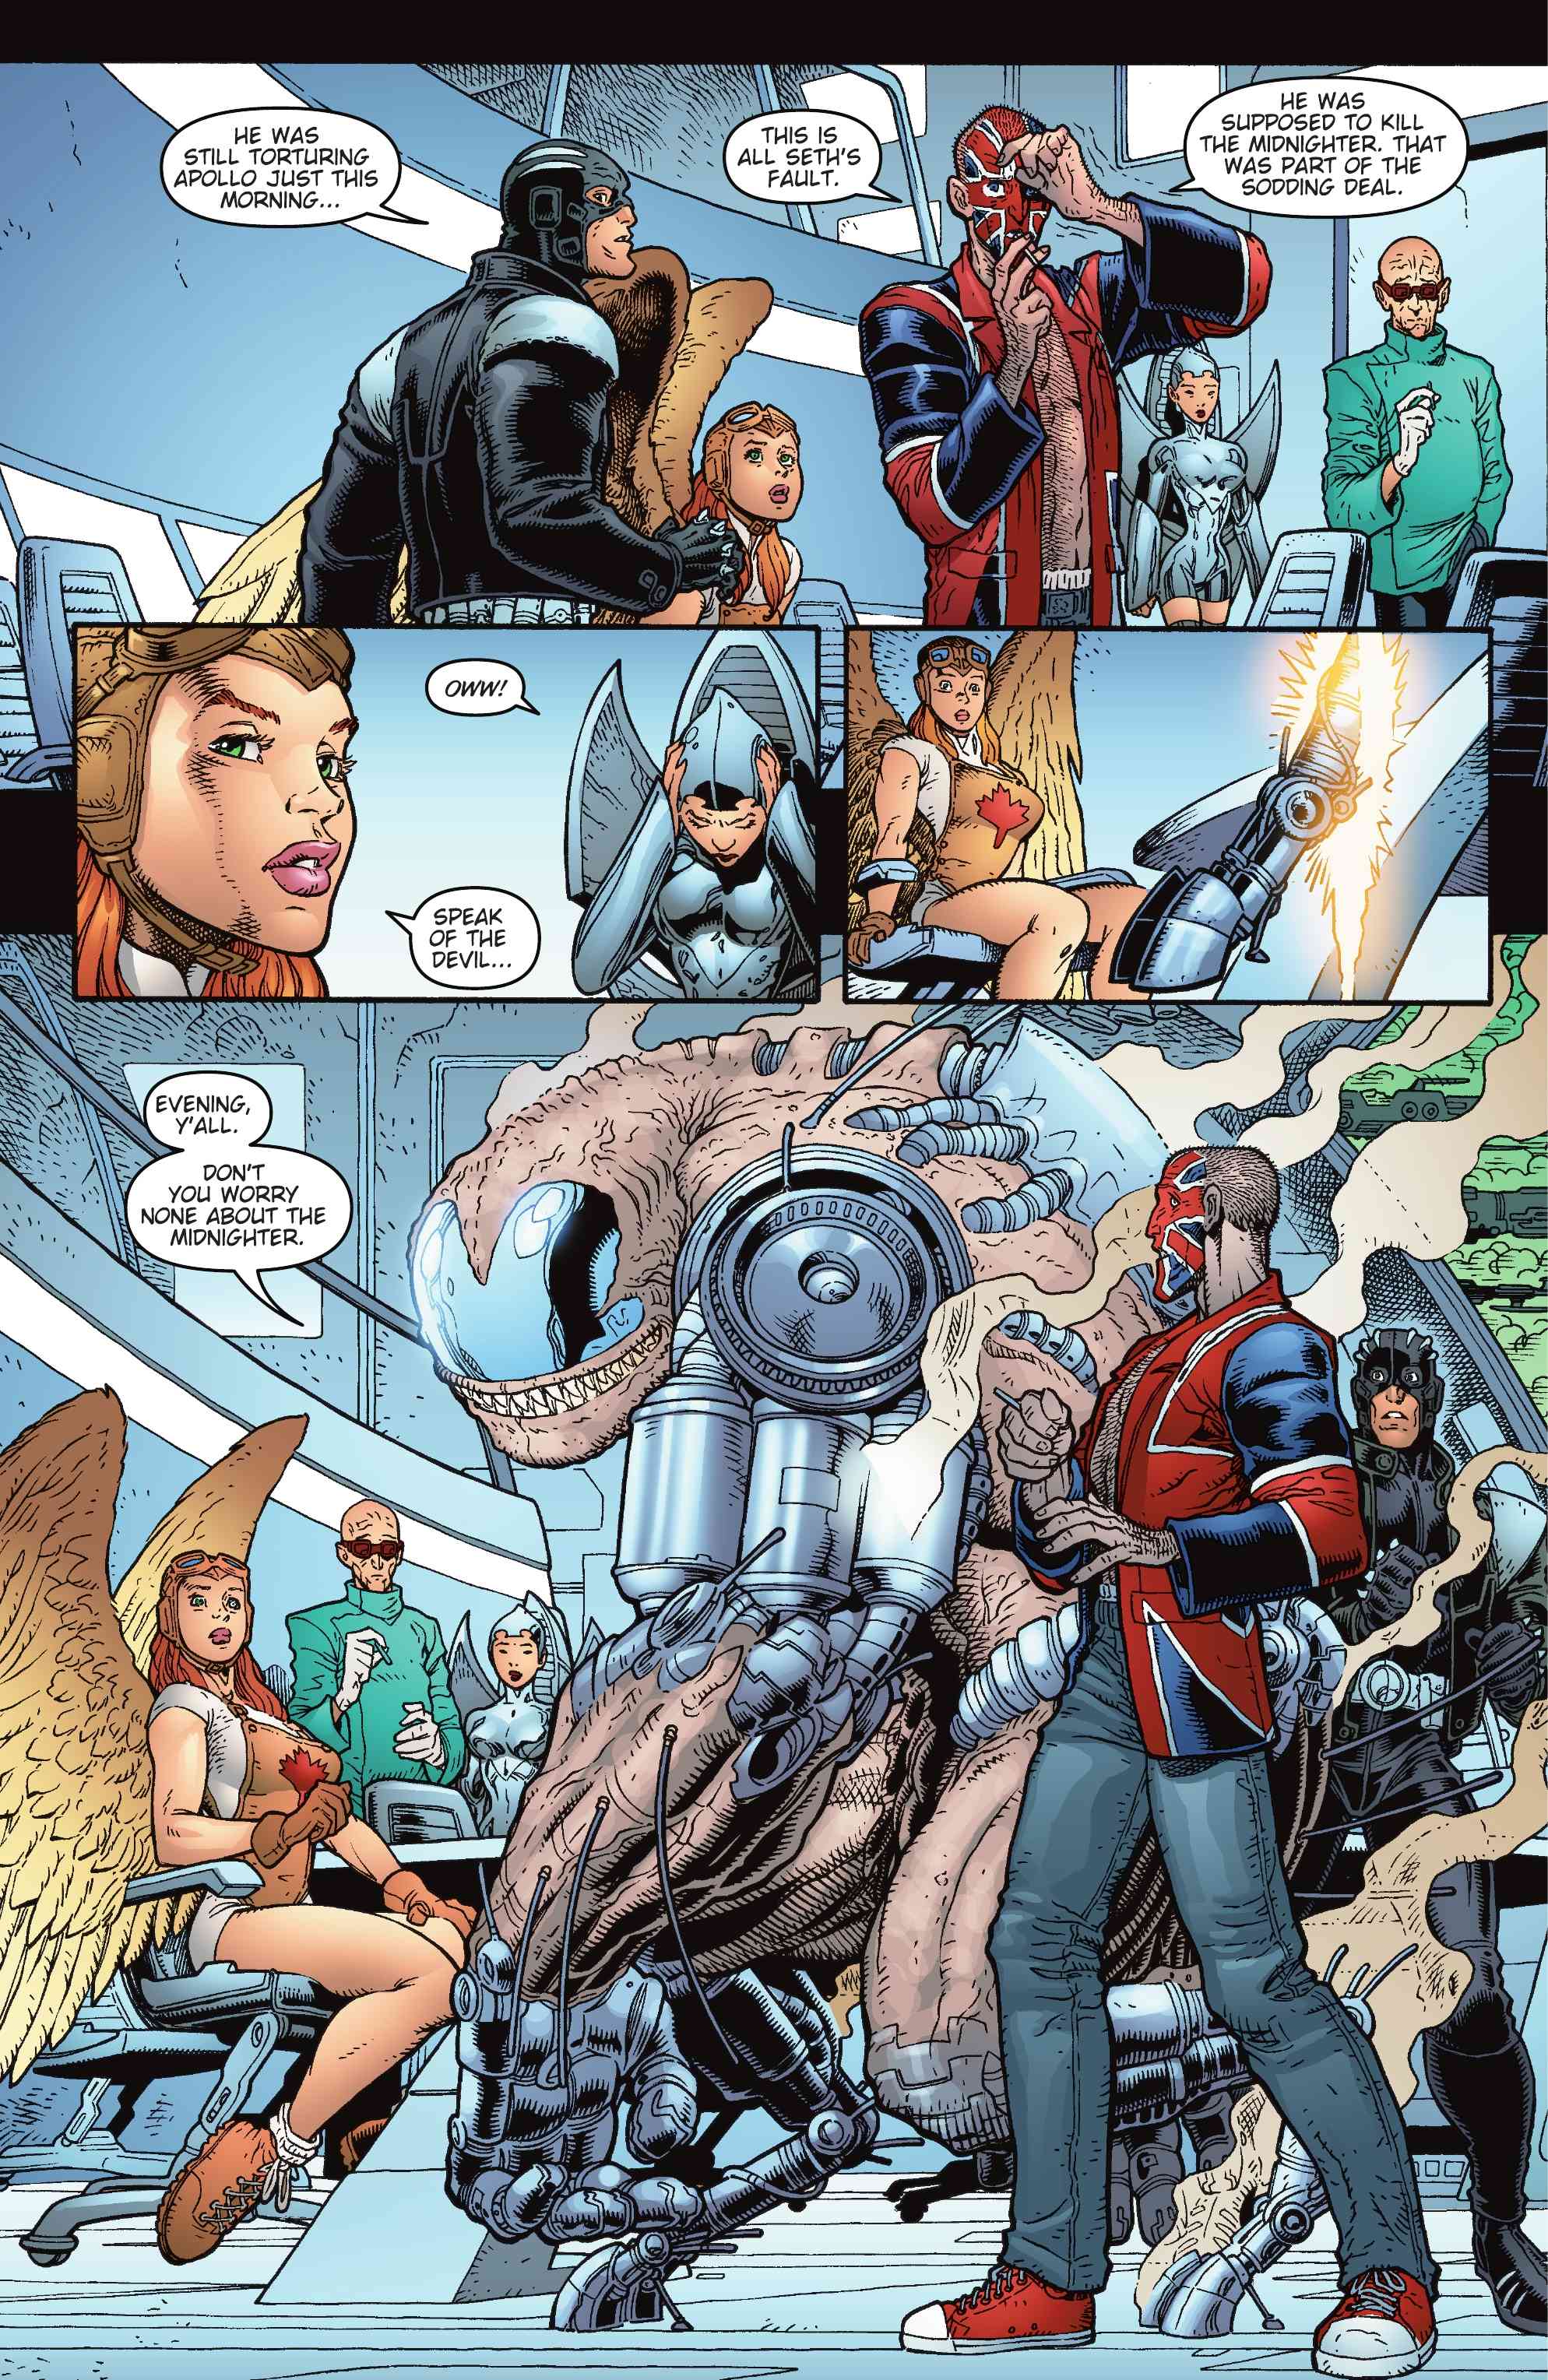 HE WAS
STILL TORTURING
APOLLO JUST THIS
MORNING...
THIS IS
ALL SETH'S
FAULT.
HE WAS
SUPPOSED TO KILL
THE MIDNIGHTER. THAT
WAS PART OF THE
SODDING DEAL.
OWW!
SPEAK
OF THE
DEVIL...
EVENING,
Y'ALL.
DON'T
YOU WORRY
NONE ABOUT THE
MIDNIGHTER.